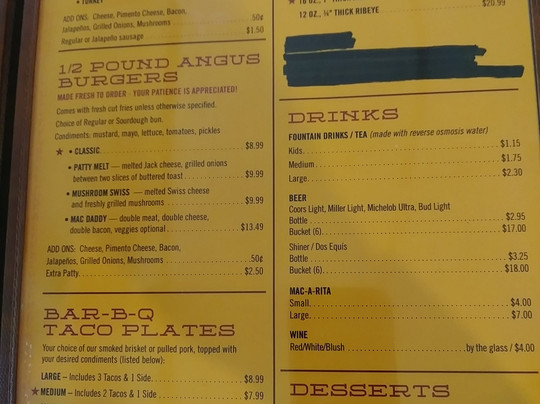 • TURKEY
ADD ONS: Cheese, Pimento Cheese, Bacon,
Jalapeños, Grilled Onions, Mushrooms 50¢
Regular or Jalapeño sausage $1.50
1/2 POUND ANGUS
BURGERS
MADE FRESH TO ORDER - YOUR PATIENCE IS APPRECIATED!
Comes with fresh cut fries unless otherwise specified.
Choice of Regular or Sourdough bun.
Condiments: mustard, mayo, lettuce, tomatoes, pickles
★ • CLASSIC $8.99
• PATTY MELT — melted Jack cheese, grilled onions
between two slices of buttered toast $9.99
• MUSHROOM SWISS — melted Swiss cheese
and freshly grilled mushrooms $9.99
• MAC DADDY — double meat, double cheese,
double bacon, veggies optional $13.49
ADD ONS: Cheese, Pimento Cheese, Bacon,
Jalapeños, Grilled Onions, Mushrooms 50¢
Extra Patty $2.50
BAR-B-Q
TACO PLATES
Your choice of our smoked brisket or pulled pork, topped with
your desired condiments (listed below):
LARGE – Includes 3 Tacos & 1 Side $8.99
★ MEDIUM – Includes 2 Tacos & 1 Side $7.99
$20.99
12 OZ., ¾" THICK RIBEYE
DRINKS
FOUNTAIN DRINKS / TEA (made with reverse osmosis water)
Kids $1.15
Medium $1.75
Large $2.30
BEER
Coors Light, Miller Light, Michelob Ultra, Bud Light
Bottle $2.95
Bucket (6) $17.00
Shiner / Dos Equis
Bottle $3.25
Bucket (6) $18.00
MAC-A-RITA
Small $4.00
Large $7.00
WINE
Red/White/Blush by the glass / $4.00
DESSERTS